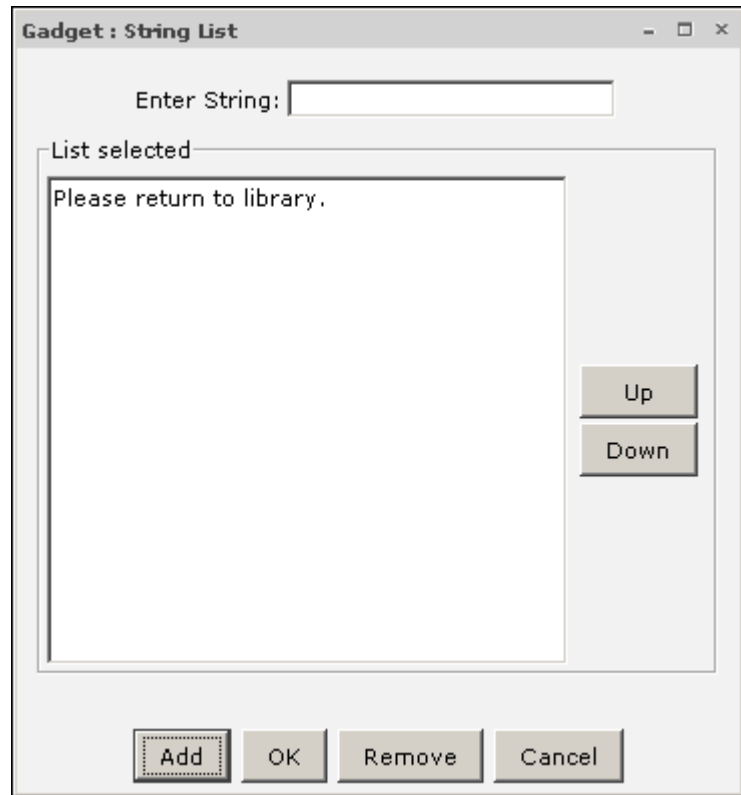 Gadget : String List
Enter String:
List selected
Please return to library.
Up
Down
Add OK Remove Cancel